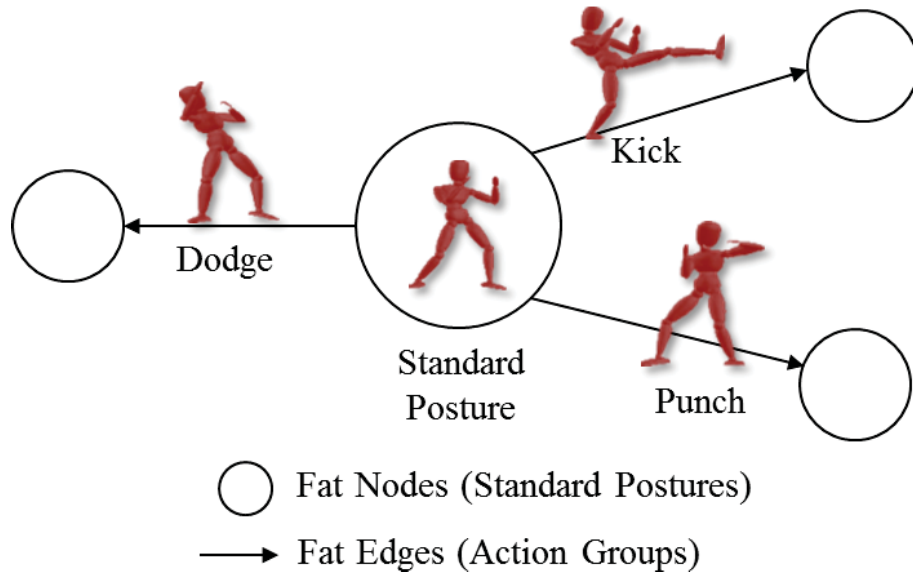 Kick
Dodge
Standard
Posture
Punch
Fat Nodes (Standard Postures)
Fat Edges (Action Groups)